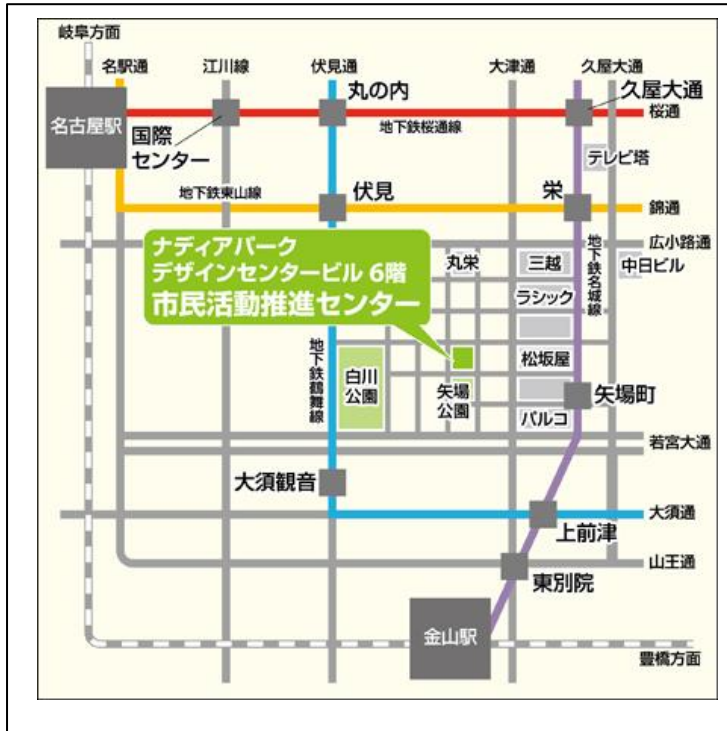 岐阜方面
名駅通
江川線
伏見通
大津通
久屋大通
名古屋駅
国際
センター
丸の内
久屋大通
桜通
地下鉄桜通線
テレビ塔
地下鉄東山線
伏見
栄
錦通
ナディアパーク
デザインセンタービル 6階
市民活動推進センター
丸栄
三越
地下鉄名城線
広小路通
中日ビル
ラシック
地下鉄鶴舞線
白川
公園
矢場
公園
松坂屋
パルコ
矢場町
若宮大通
大須観音
大須通
上前津
山王通
東別院
金山駅
豊橋方面